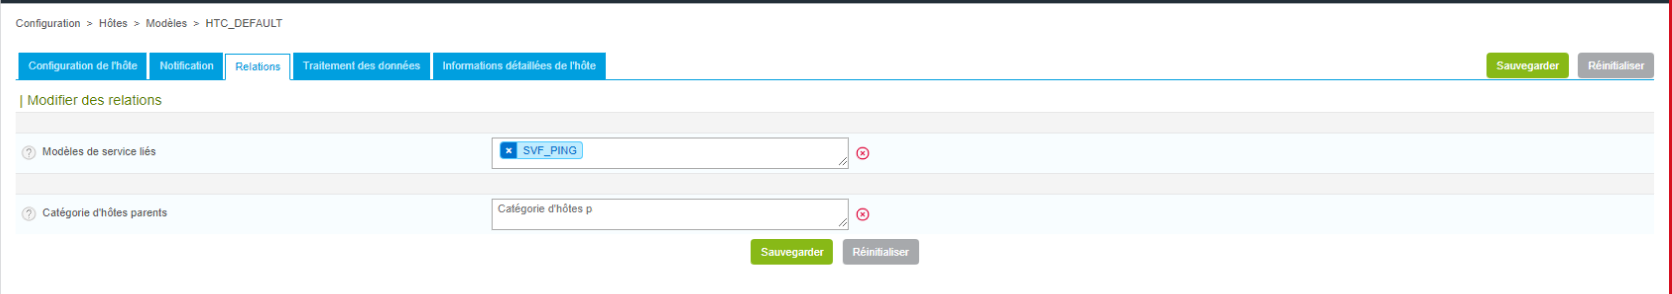 Configuration > Hôtes > Modèles > HTC_DEFAULT
Configuration de l'hôte Notification Relations Traitement des données Informations détaillées de l'hôte Sauvegarder Réinitialiser
| Modifier des relations
? Modèles de service liés × SVF_PING
? Catégorie d'hôtes parents Catégorie d'hôtes p
Sauvegarder Réinitialiser